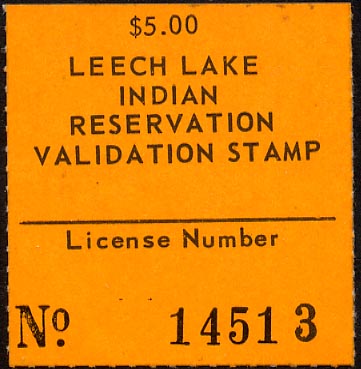 $5.00
LEECH LAKE
INDIAN
RESERVATION
VALIDATION STAMP
License Number
No. 14513